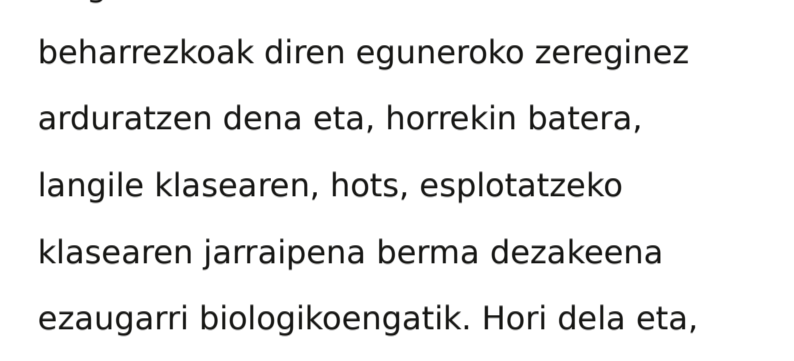 beharrezkoak diren eguneroko zereginez
arduratzen dena eta, horrekin batera,
langile klasearen, hots, esplotatzeko
klasearen jarraipena berma dezakeena
ezaugarri biologikoengatik. Hori dela eta,